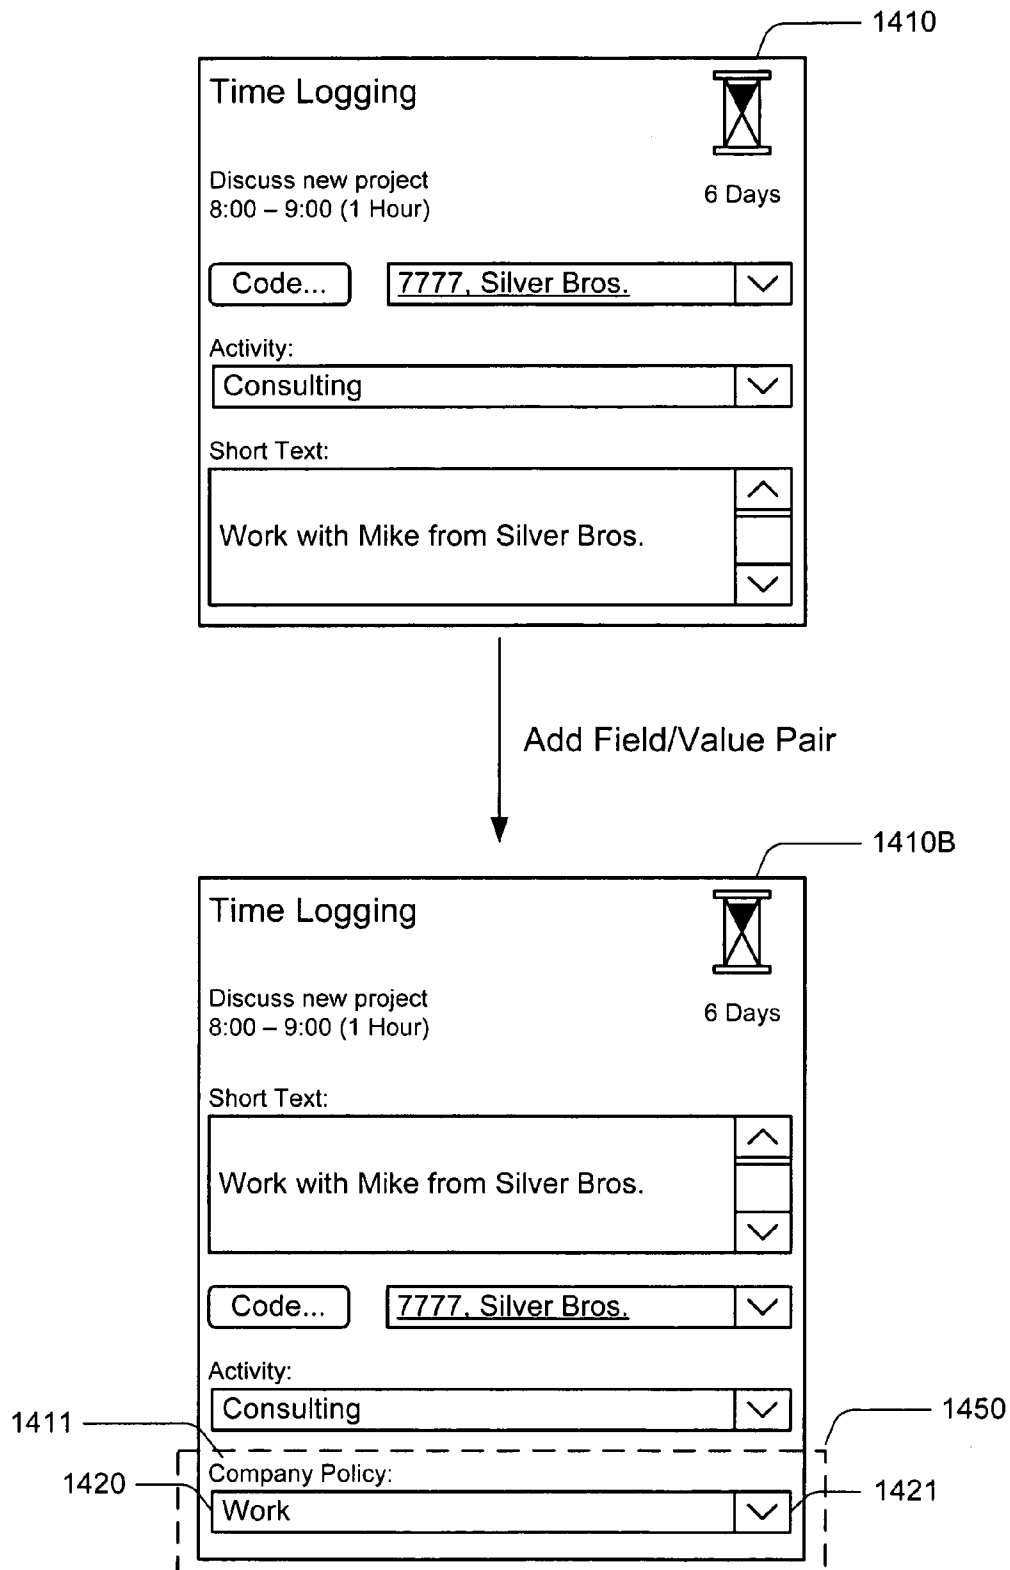 1410
Time Logging
Discuss new project
8:00 – 9:00 (1 Hour)
6 Days
Code...
7777, Silver Bros.
Activity:
Consulting
Short Text:
Work with Mike from Silver Bros.
Add Field/Value Pair
1410B
Time Logging
Discuss new project
8:00 – 9:00 (1 Hour)
6 Days
Short Text:
Work with Mike from Silver Bros.
Code...
7777, Silver Bros.
Activity:
Consulting
1411
1450
Company Policy:
1420
Work
1421